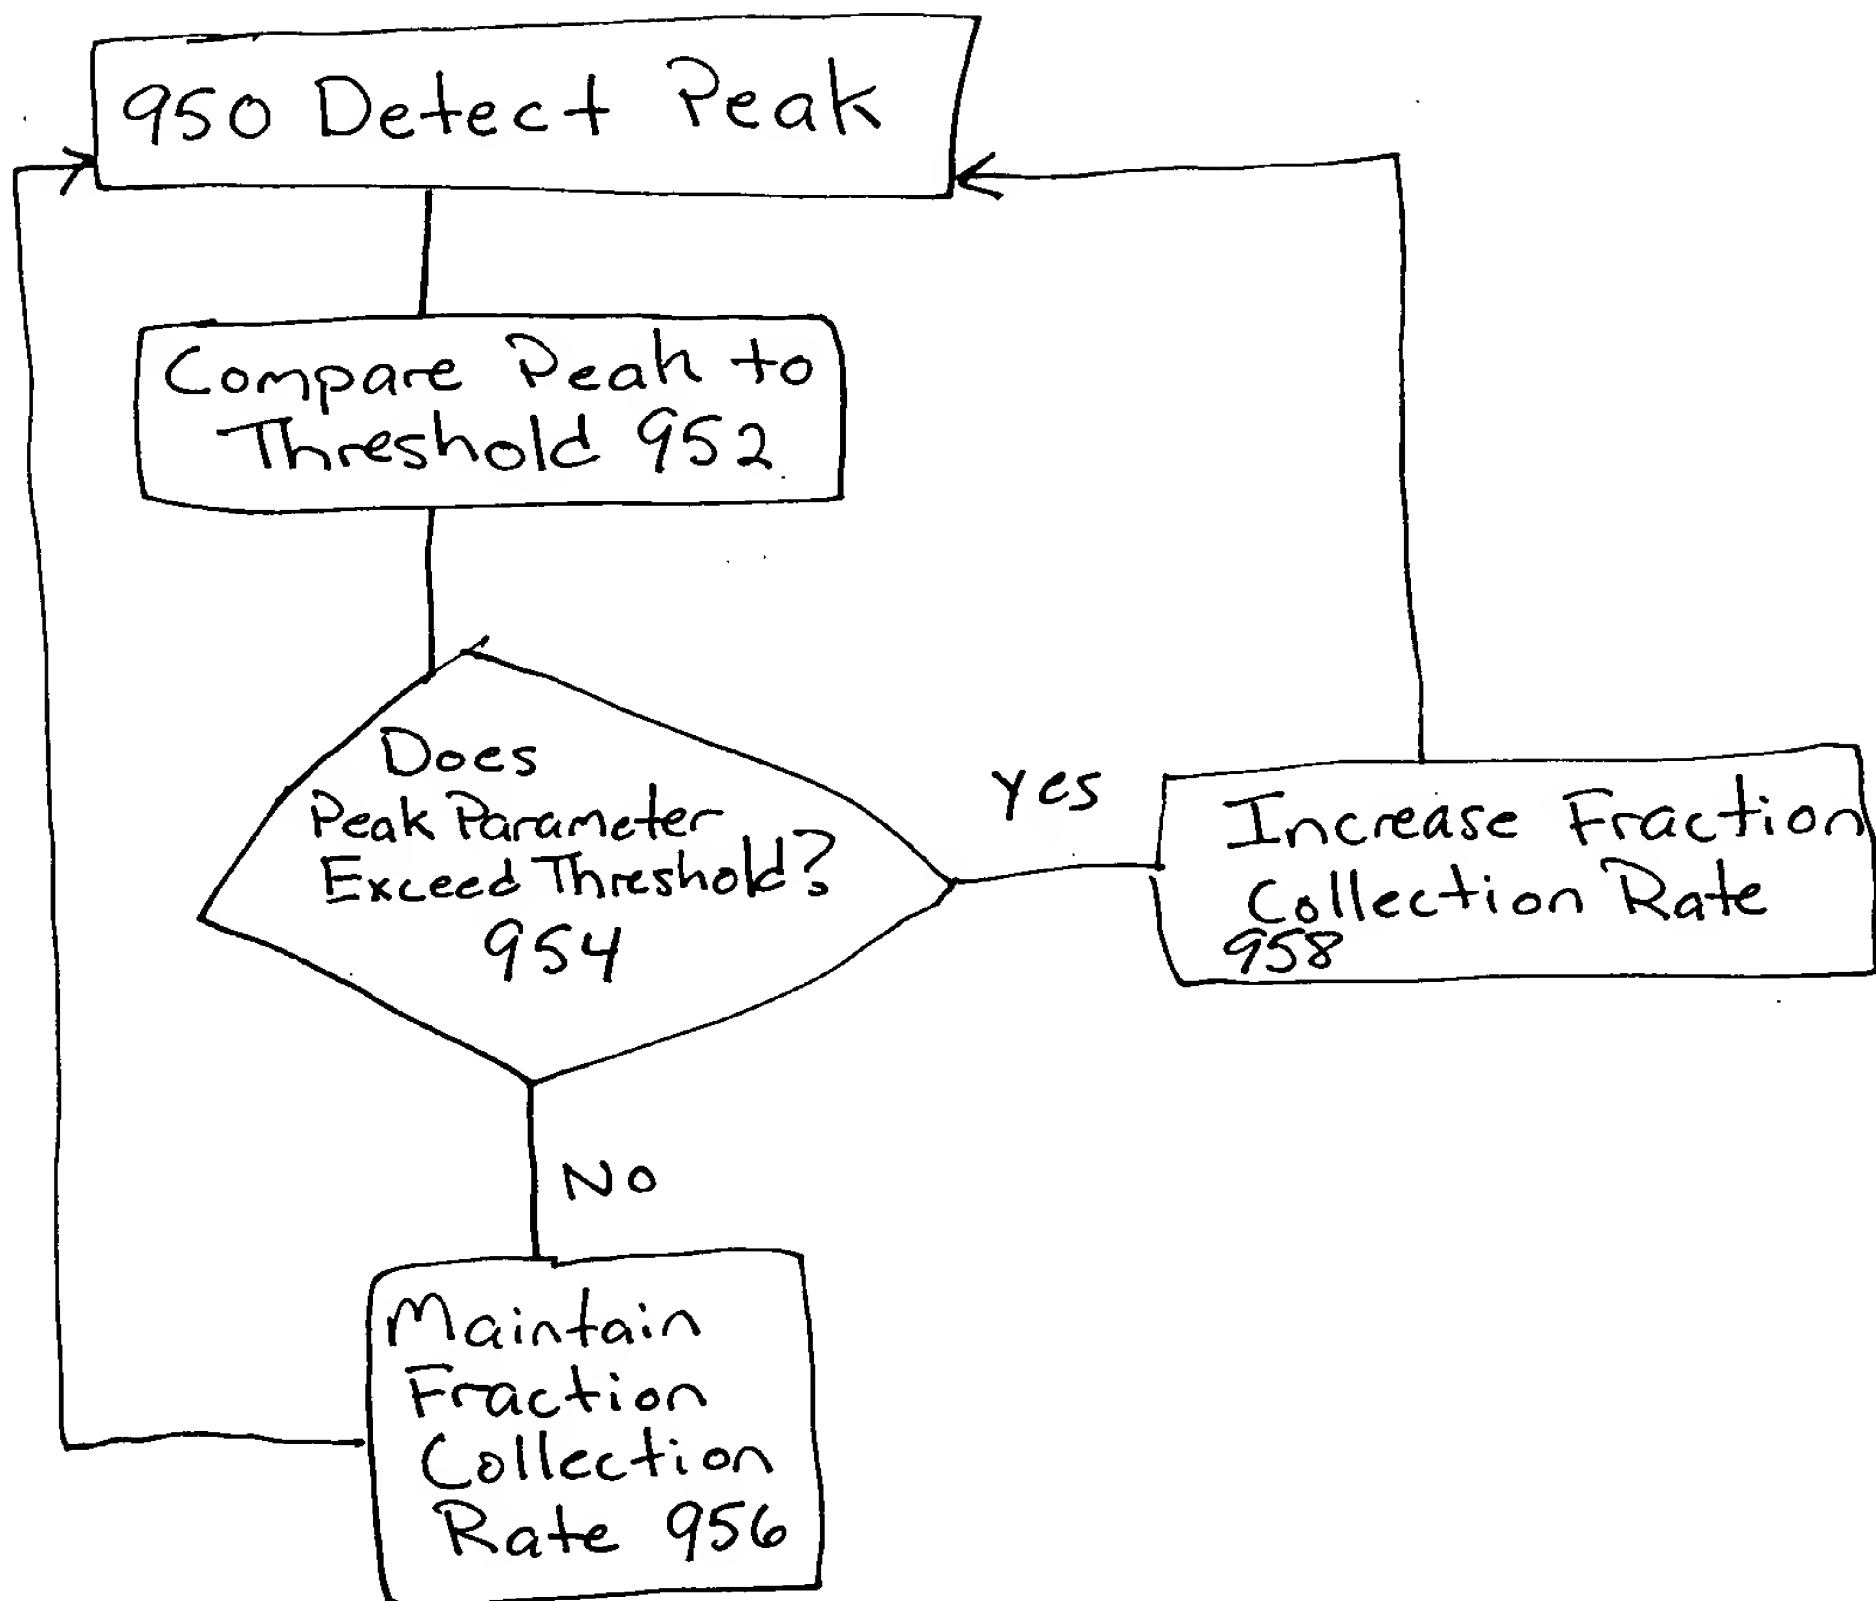 950 Detect Peak
Compare Peak to
Threshold 952
Does
Peak Parameter
Exceed Threshold?
954
Yes
Increase Fraction
Collection Rate
958
No
Maintain
Fraction
Collection
Rate 956